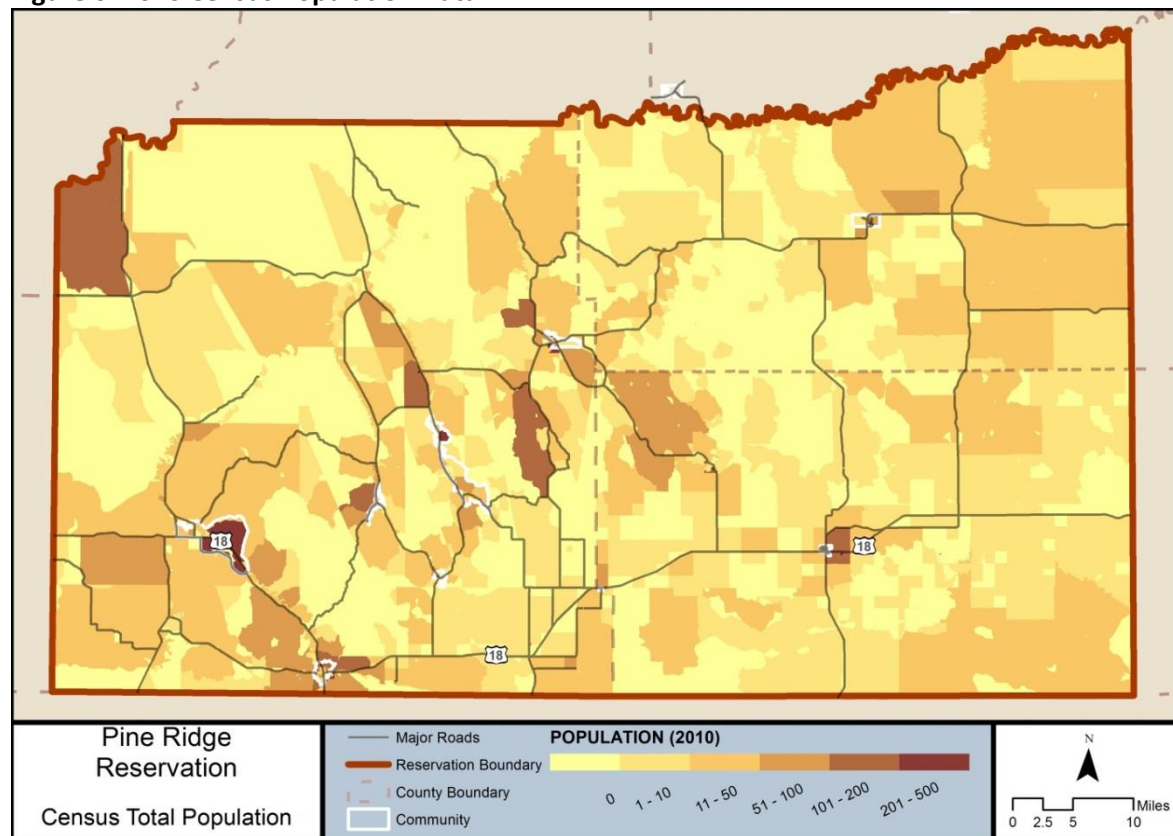 18
18
18
Pine Ridge
Reservation
Census Total Population
Major Roads
Reservation Boundary
County Boundary
Community
POPULATION (2010)
0
1 - 10
11 - 50
51 - 100
101 - 200
201 - 500
N
Miles
0 2.5 5 10